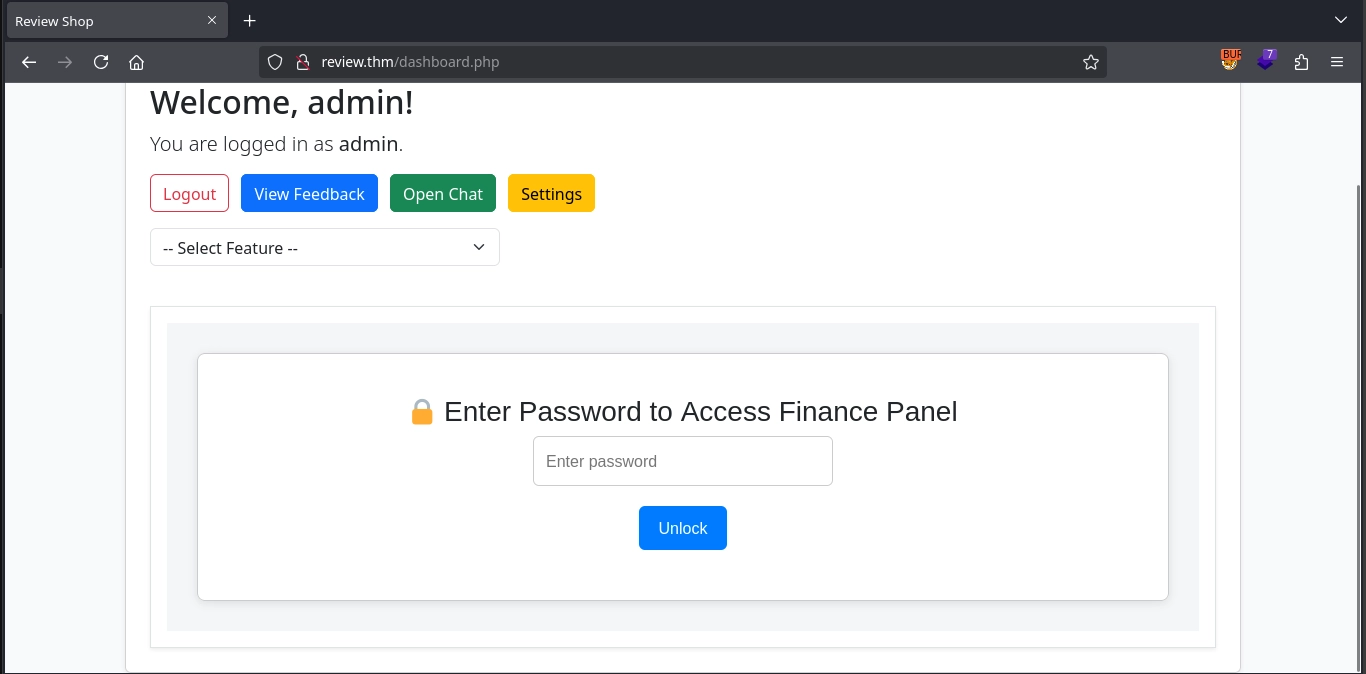 Review Shop
review.thm/dashboard.php
BUR
7
Welcome, admin!
You are logged in as admin.
Logout View Feedback Open Chat Settings
-- Select Feature --
🔒 Enter Password to Access Finance Panel
Enter password
Unlock